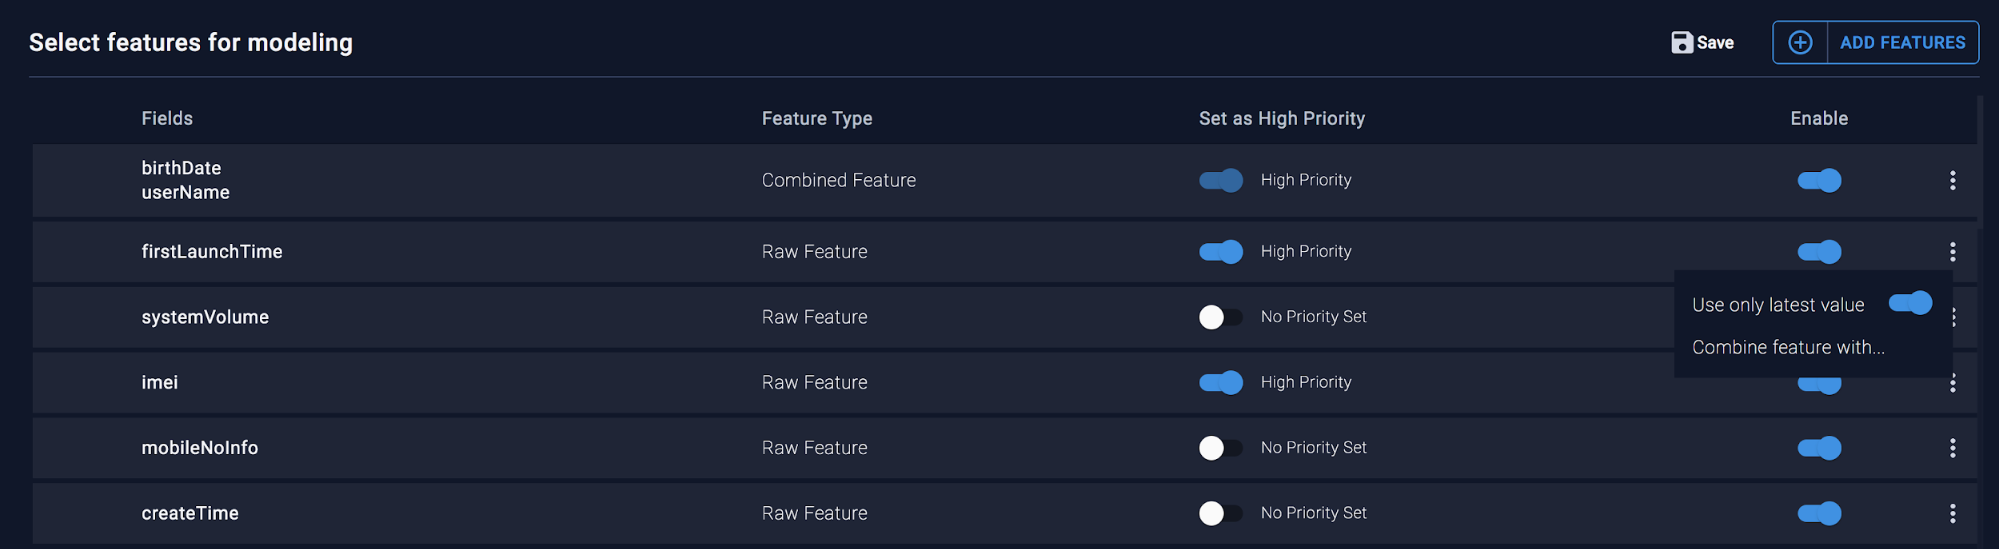 Select features for modeling
Save
ADD FEATURES
Fields Feature Type Set as High Priority Enable
birthDate
userName
Combined Feature High Priority
firstLaunchTime Raw Feature High Priority
Use only latest value
systemVolume Raw Feature No Priority Set
Combine feature with...
imei Raw Feature High Priority
mobileNoInfo Raw Feature No Priority Set
createTime Raw Feature No Priority Set